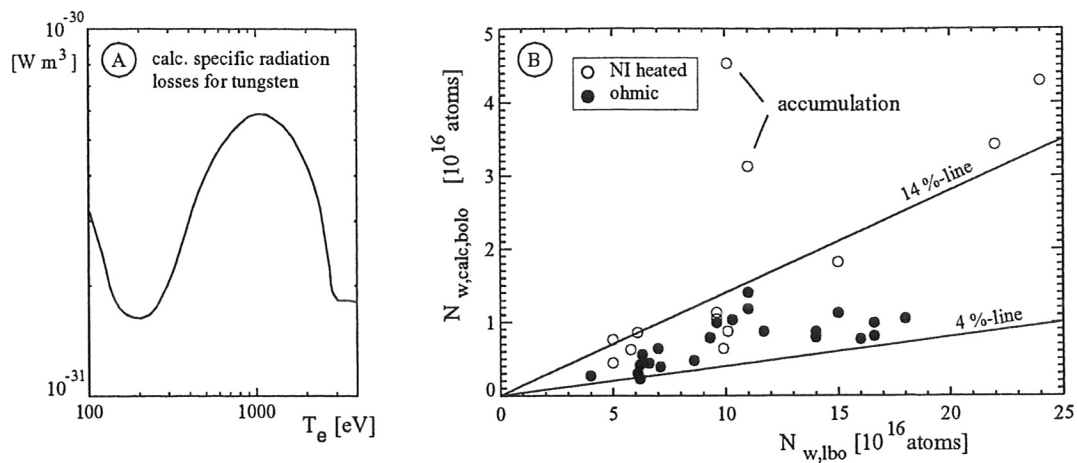 10^-30
[W m^3]
A
calc. specific radiation
losses for tungsten
10^-31
100
1000
T_e [eV]
B
NI heated
ohmic
accumulation
14 %-line
4 %-line
N_w,calc,bolo [10^16 atoms]
5
4
3
2
1
0
0
5
10
15
20
25
N_w,lbo [10^16 atoms]